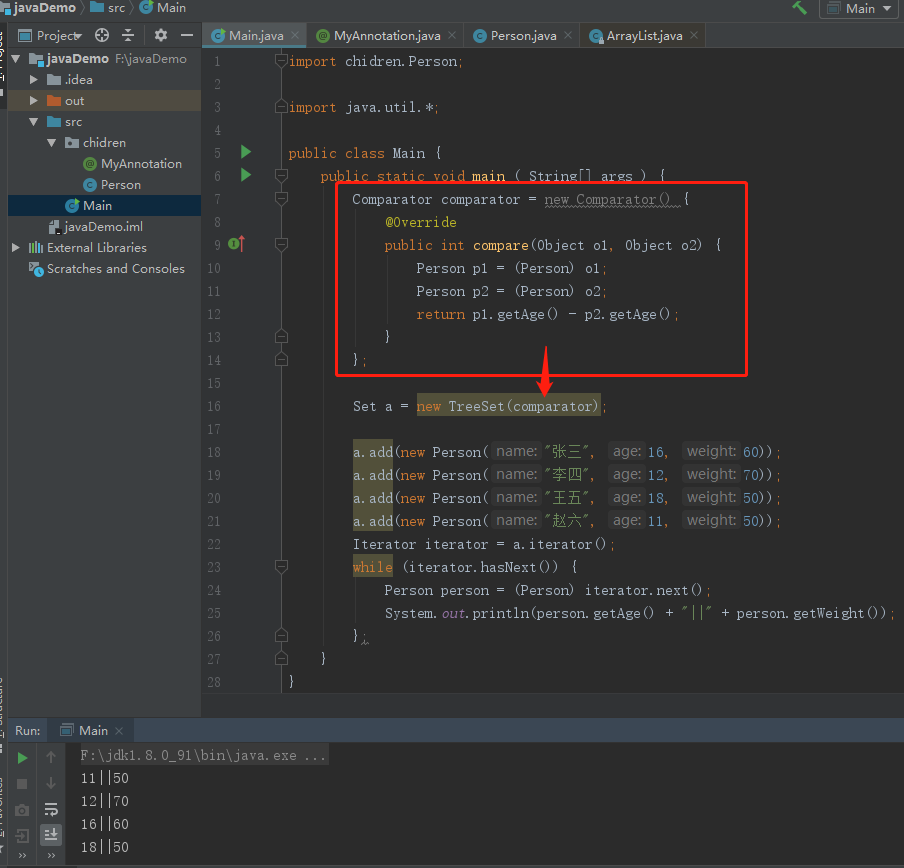 javaDemo src Main Main
Project Main.java MyAnnotation.java Person.java ArrayList.java
javaDemo F:\javaDemo
.idea
out
src
chidren
MyAnnotation
Person
Main
javaDemo.iml
External Libraries
Scratches and Consoles
1 import chidren.Person;
2
3 import java.util.*;
4
5 public class Main {
6 public static void main ( String[] args ) {
7 Comparator comparator = new Comparator() {
8 @Override
9 public int compare(Object o1, Object o2) {
10 Person p1 = (Person) o1;
11 Person p2 = (Person) o2;
12 return p1.getAge() - p2.getAge();
13 }
14 };
15
16 Set a = new TreeSet(comparator);
17
18 a.add(new Person( name: "张三", age: 16, weight: 60));
19 a.add(new Person( name: "李四", age: 12, weight: 70));
20 a.add(new Person( name: "王五", age: 18, weight: 50));
21 a.add(new Person( name: "赵六", age: 11, weight: 50));
22 Iterator iterator = a.iterator();
23 while (iterator.hasNext()) {
24 Person person = (Person) iterator.next();
25 System.out.println(person.getAge() + "||" + person.getWeight());
26 };
27 }
28 }
Run: Main
F:\jdk1.8.0_91\bin\java.exe ...
11||50
12||70
16||60
18||50